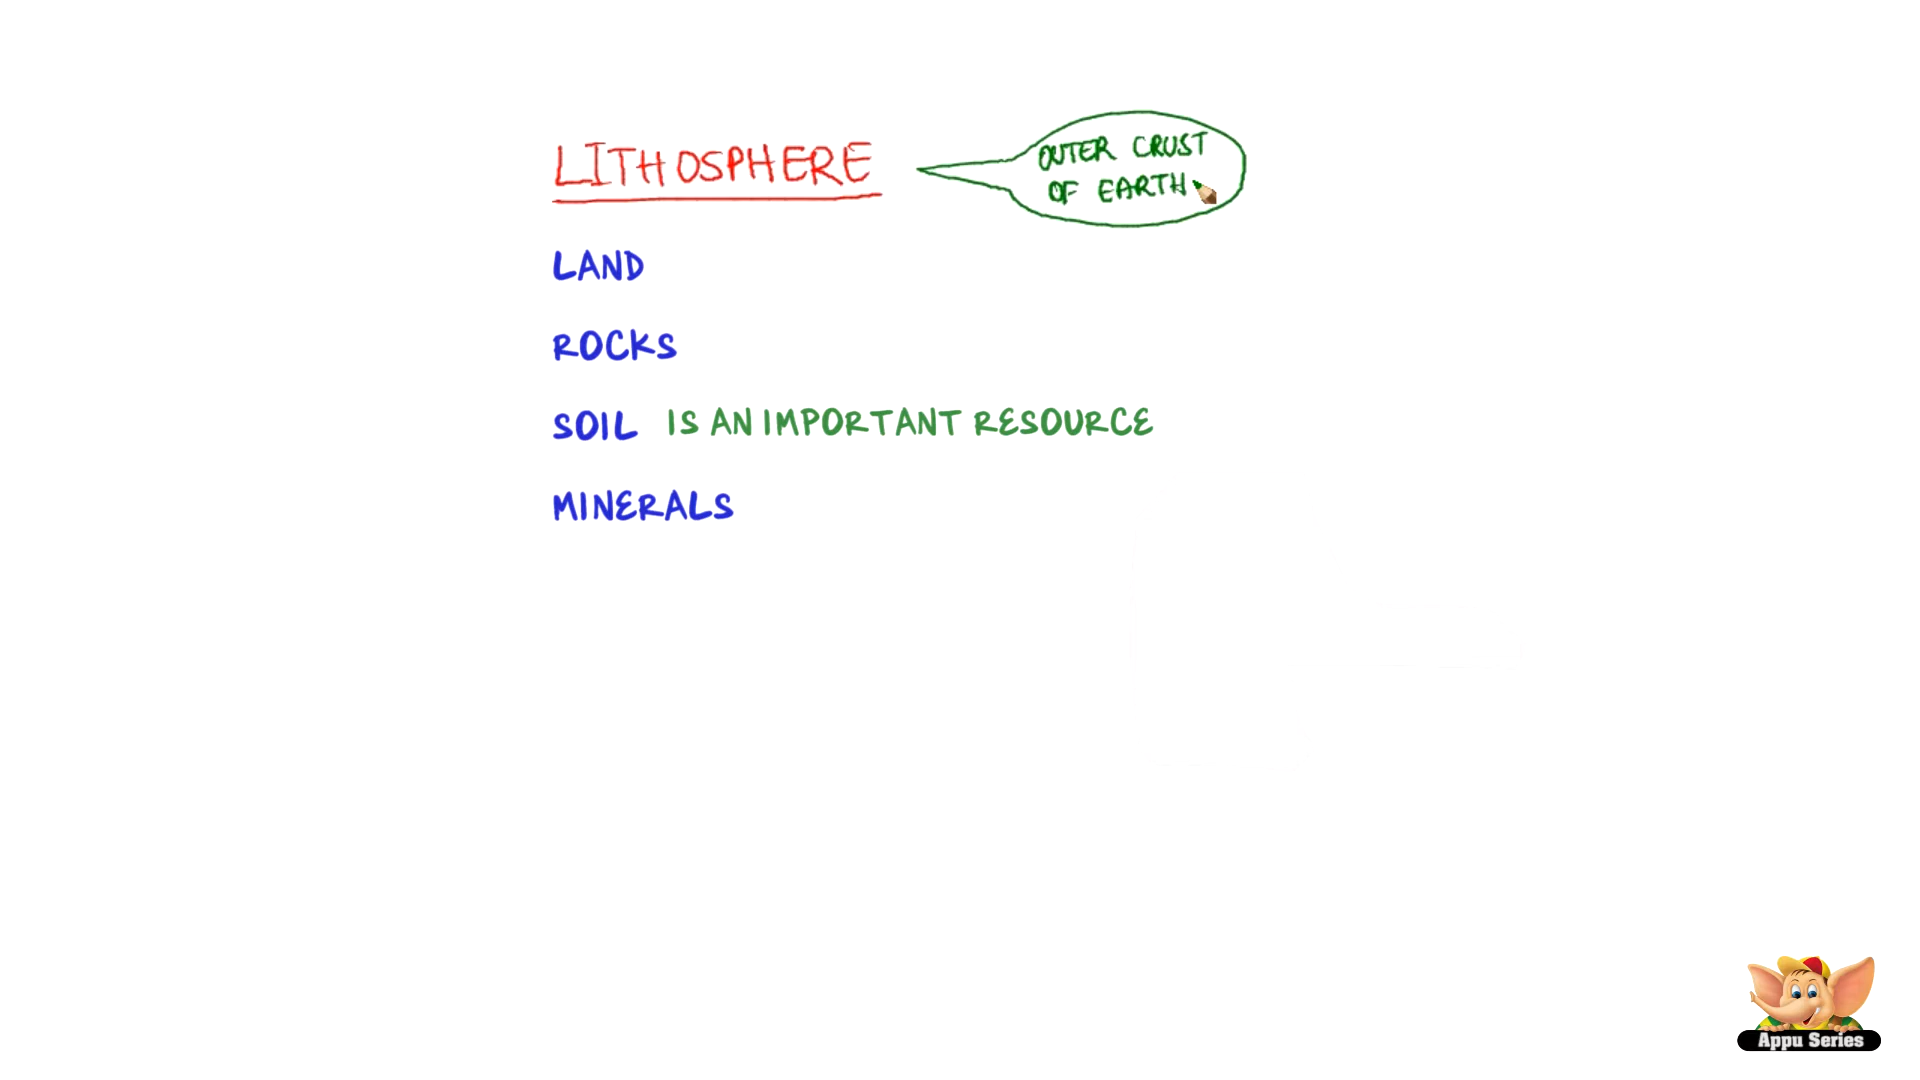 LITHOSPHERE
OUTER CRUST
OF EARTH
LAND
ROCKS
SOIL IS AN IMPORTANT RESOURCE
MINERALS
Appu Series